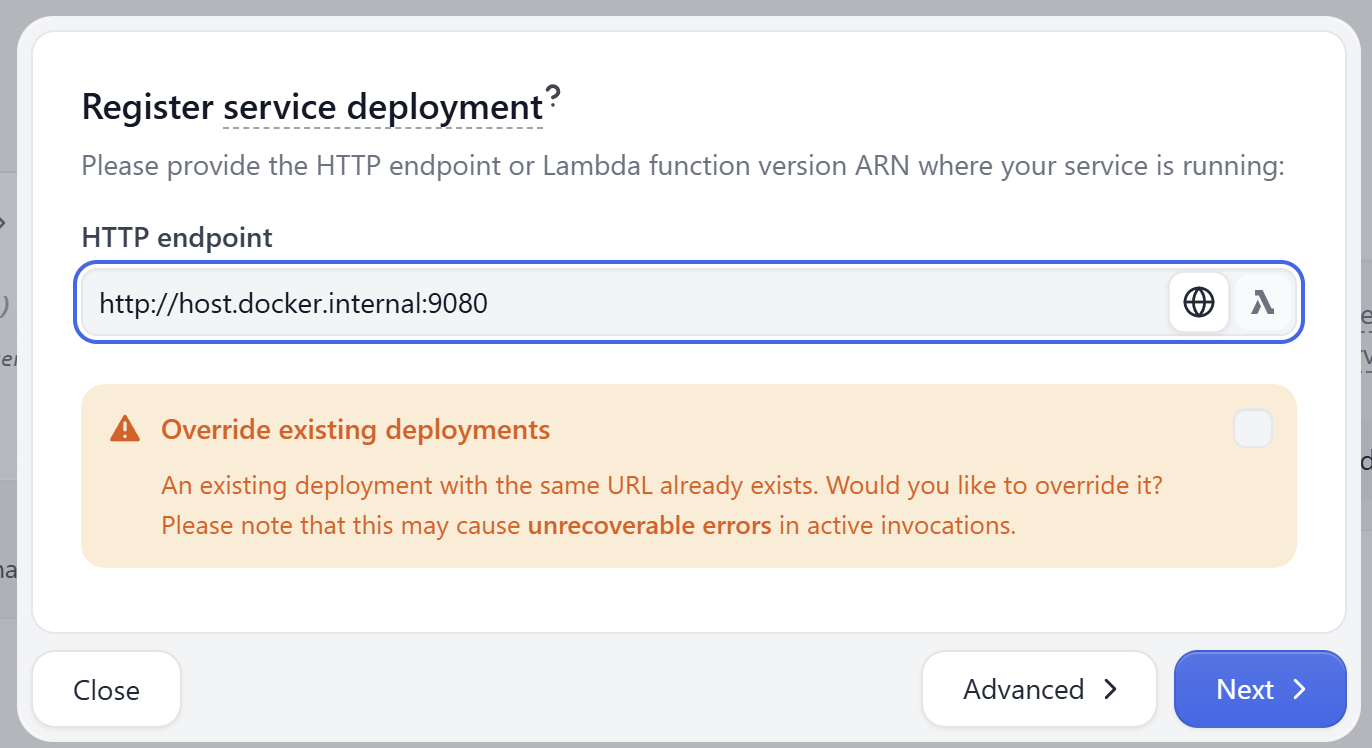 Register service deployment?
Please provide the HTTP endpoint or Lambda function version ARN where your service is running:
HTTP endpoint
http://host.docker.internal:9080
Override existing deployments
An existing deployment with the same URL already exists. Would you like to override it?
Please note that this may cause unrecoverable errors in active invocations.
Close
Advanced
Next